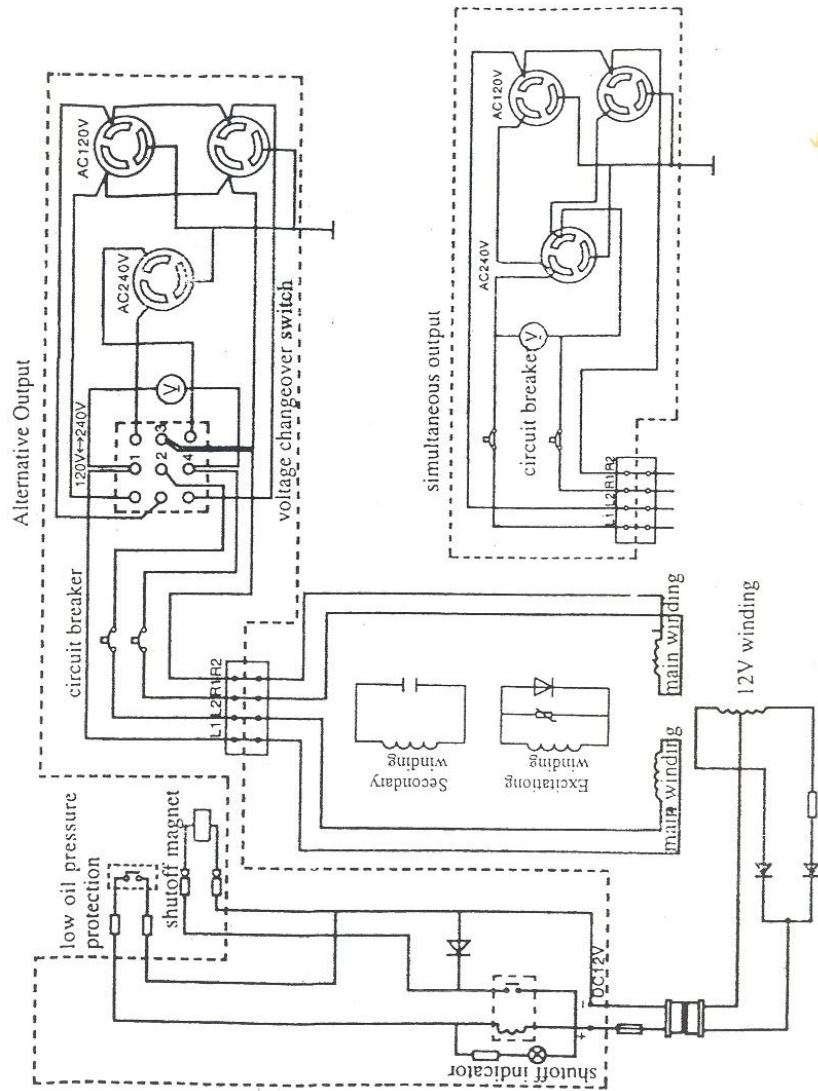 Alternative Output
120V↔240V
1
2
3
4
V
AC240V
AC120V
voltage changeover switch
circuit breaker
L1 L2 R1 R2
simultaneous output
AC240V
AC120V
V
circuit breaker
L1 L2 R1 R2
low oil pressure
protection
shutoff magnet
Secondary
winding
Excitationg
winding
main winding
main winding
12V winding
shutoff
indicator
+
-
DC12V